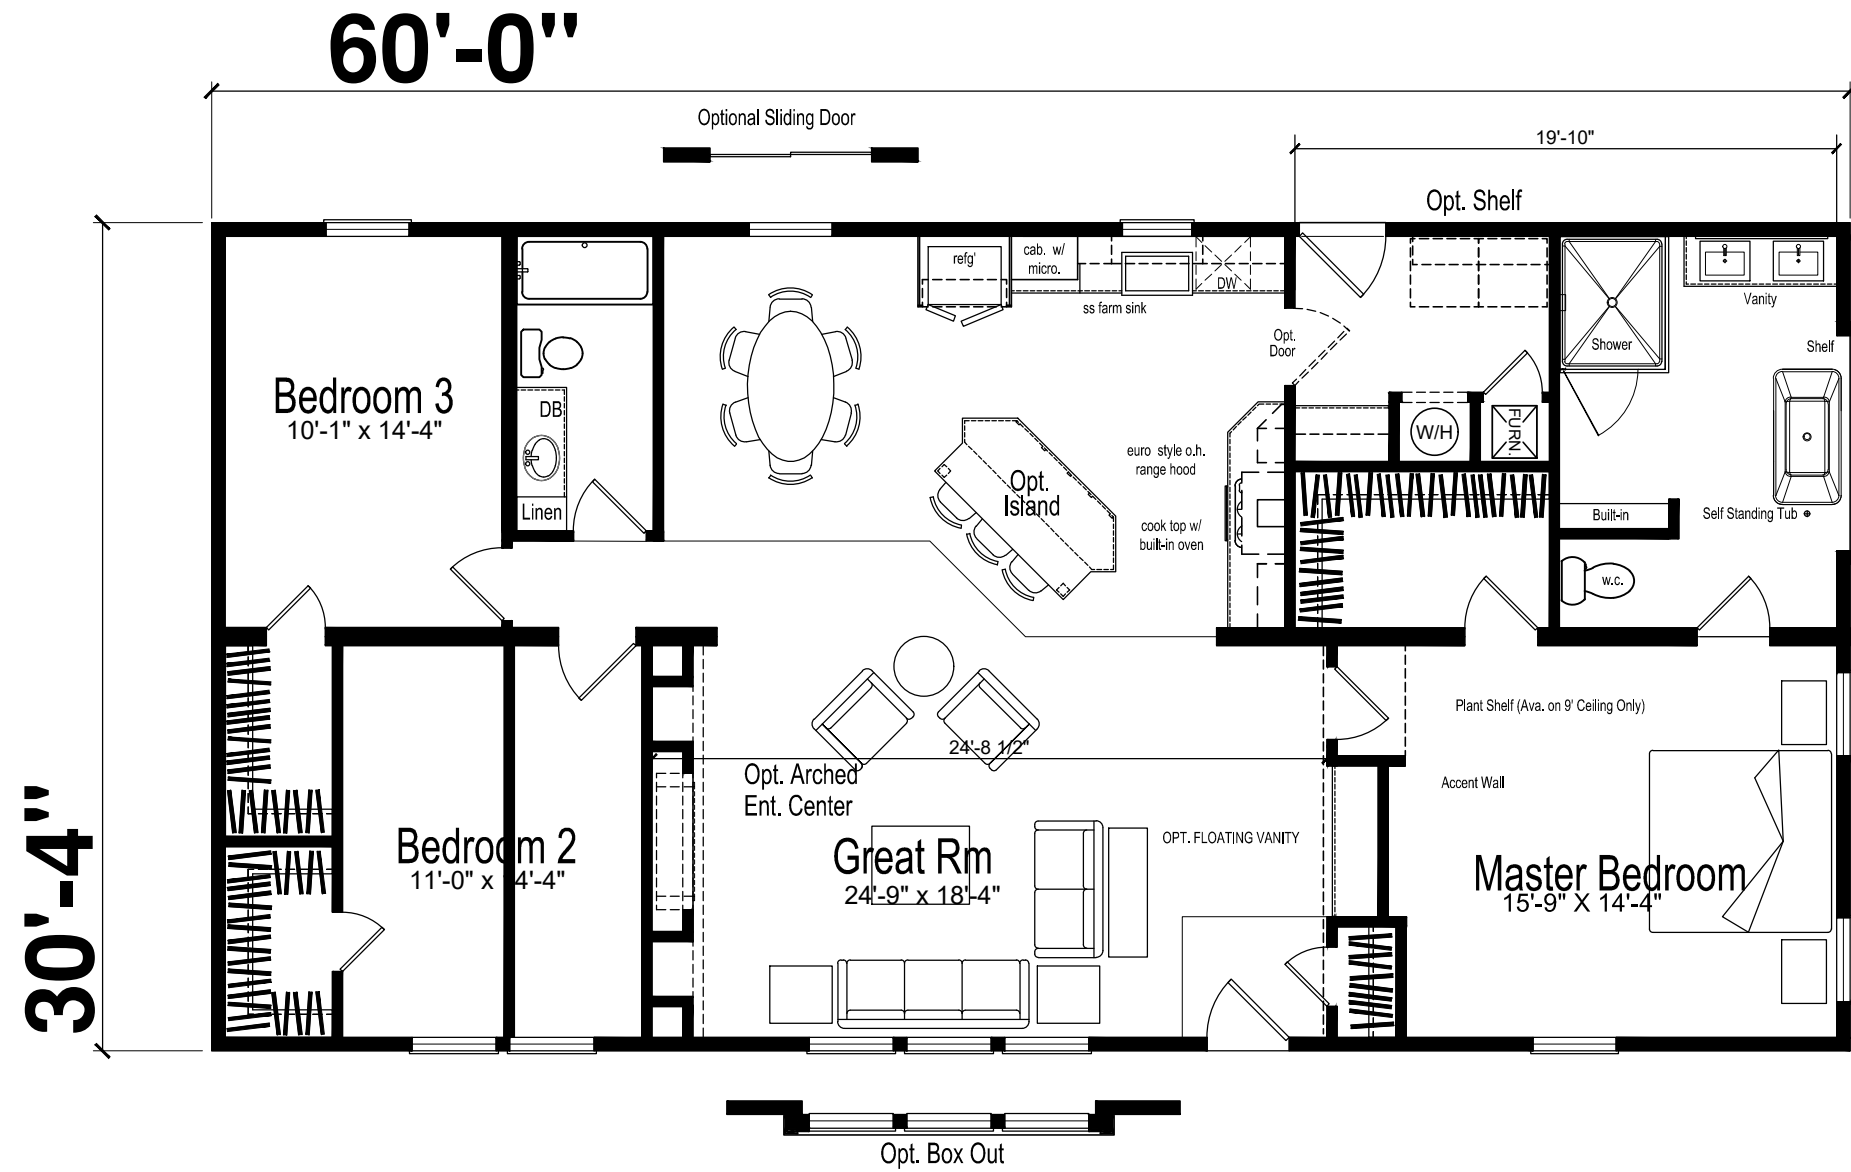 60'-0"
Optional Sliding Door
19'-10"
Opt. Shelf
refg'
cab. w/
micro.
DW
ss farm sink
Vanity
Opt.
Door
Shower
Shelf
Bedroom 3
10'-1" x 14'-4"
DB
Linen
W/H
FURN.
euro style o.h.
range hood
Opt.
Island
cook top w/
built-in oven
Built-in
Self Standing Tub
w.c.
30'-4"
Plant Shelf (Ava. on 9' Ceiling Only)
24'-8 1/2"
Opt. Arched
Ent. Center
Accent Wall
Bedroom 2
11'-0" x 14'-4"
Great Rm
24'-9" x 18'-4"
OPT. FLOATING VANITY
Master Bedroom
15'-9" X 14'-4"
Opt. Box Out